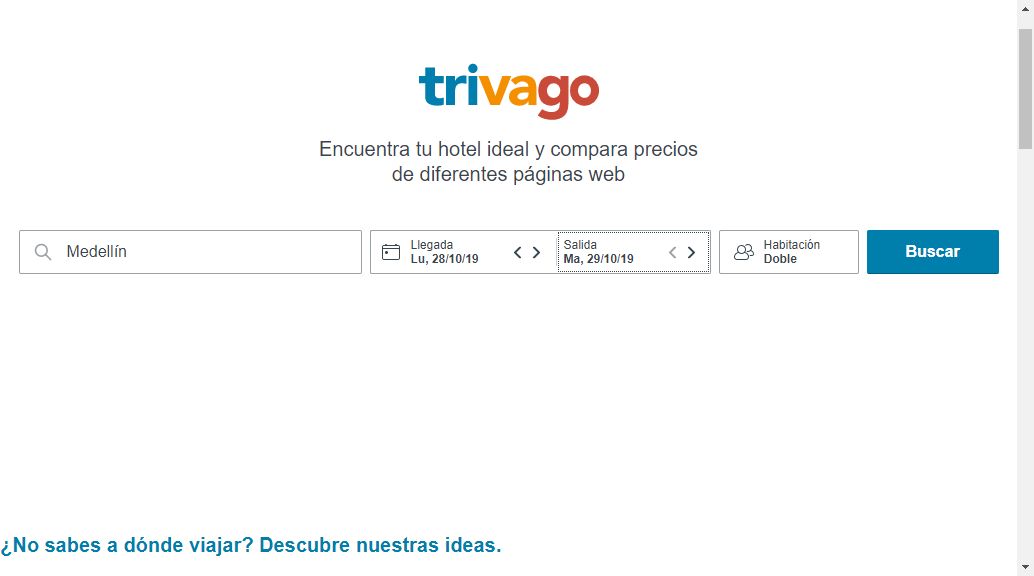 trivago
Encuentra tu hotel ideal y compara precios
de diferentes páginas web
Medellín
Llegada
Lu, 28/10/19
Salida
Ma, 29/10/19
Habitación
Doble
Buscar
¿No sabes a dónde viajar? Descubre nuestras ideas.